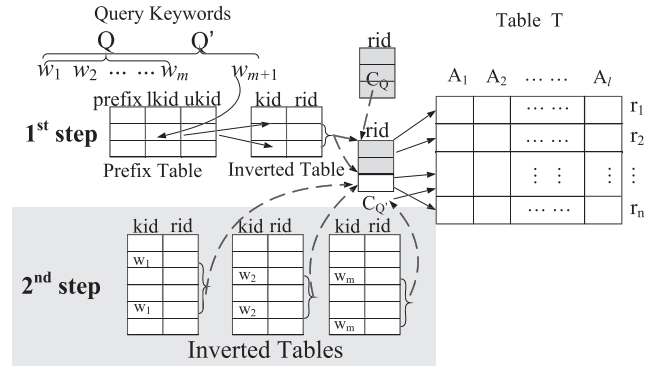 Query Keywords
Table T
Q Q'
rid
w1 w2 ... ... wm wm+1
CQ
A1 A2 ... ... Al
prefix lkid ukid
kid rid
rid
1st step
... ... r1
... ... r2
⋮ ⋮ ⋮
... ... rn
Prefix Table
Inverted Table
CQ'
kid rid
kid rid
kid rid
2nd step
w1
w2
wm
w1
w2
wm
Inverted Tables